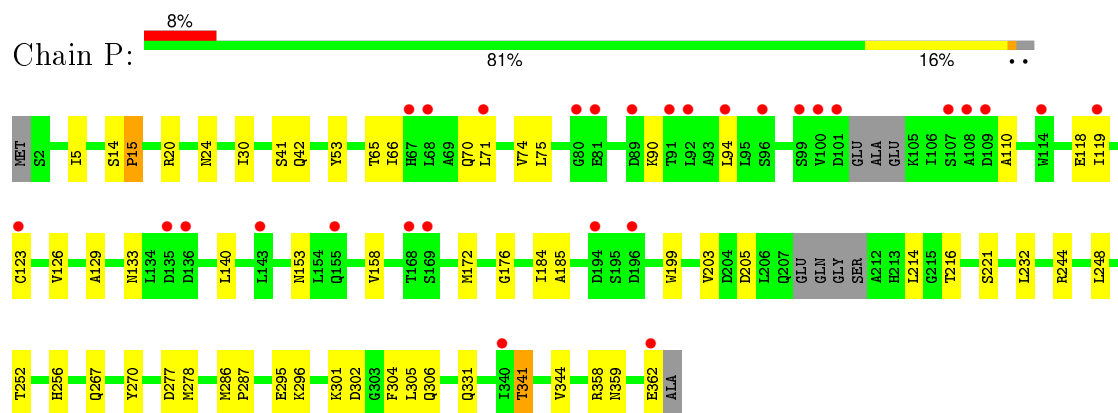 8%
Chain P:
81% 16% • •
MET S2 I5 S14 P15 R20 N24 I30 S41 Q42 Y53 T65 I66 H67 L68 A69 Q70 L71 V74 L75 G80 E81 D89 K90 T91 L92 A93 L94 L95 S96 S99 V100 D101 GLU ALA GLU K105 I106 S107 A108 D109 A110 W114 E118 I119
C123 V126 A129 N133 L134 D135 D136 L140 L143 N153 L154 Q155 V158 T168 S169 M172 G176 I184 A185 D194 S195 D196 W199 V203 D204 D205 L206 Q207 GLU GLN GLY SER A212 H213 L214 G215 T216 S221 L232 R244 L248
T252 H256 Q267 Y270 D277 M278 M286 P287 E295 K296 K301 D302 G303 F304 L305 Q306 Q331 I340 T341 V344 R358 N359 E362 ALA